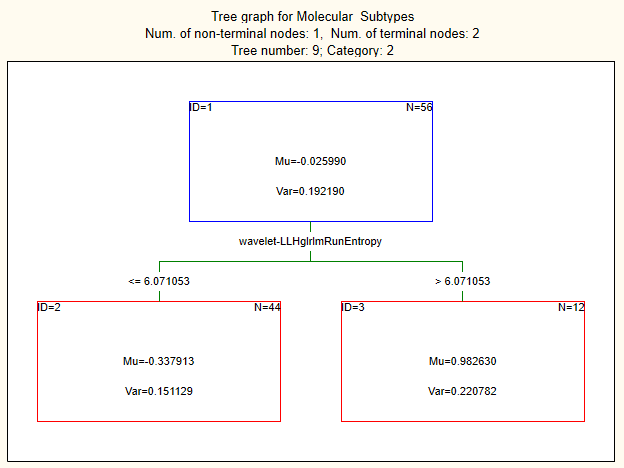 Tree graph for Molecular  Subtypes
Num. of non-terminal nodes: 1,  Num. of terminal nodes: 2
Tree number: 9; Category: 2
ID=1 N=56
Mu=-0.025990
Var=0.192190
wavelet-LLHglrlmRunEntropy
<= 6.071053 > 6.071053
ID=2 N=44 ID=3 N=12
Mu=-0.337913 Mu=0.982630
Var=0.151129 Var=0.220782